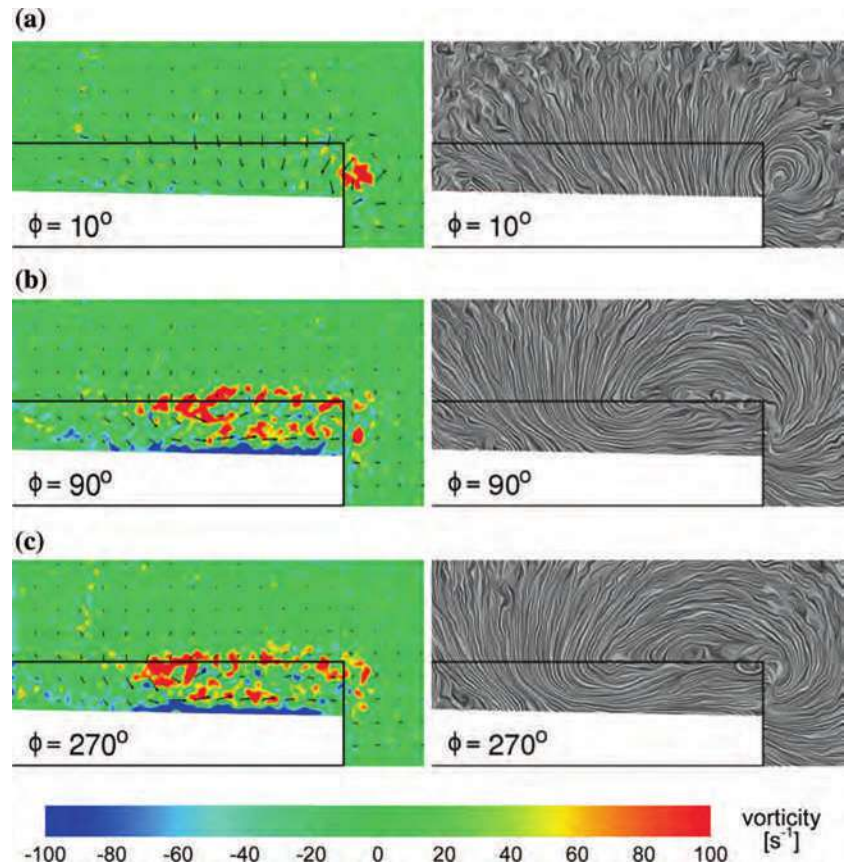 (a)
ϕ = 10°
ϕ = 10°
(b)
ϕ = 90°
ϕ = 90°
(c)
ϕ = 270°
ϕ = 270°
-100 -80 -60 -40 -20 0 20 40 60 80 100
vorticity
[s⁻¹]